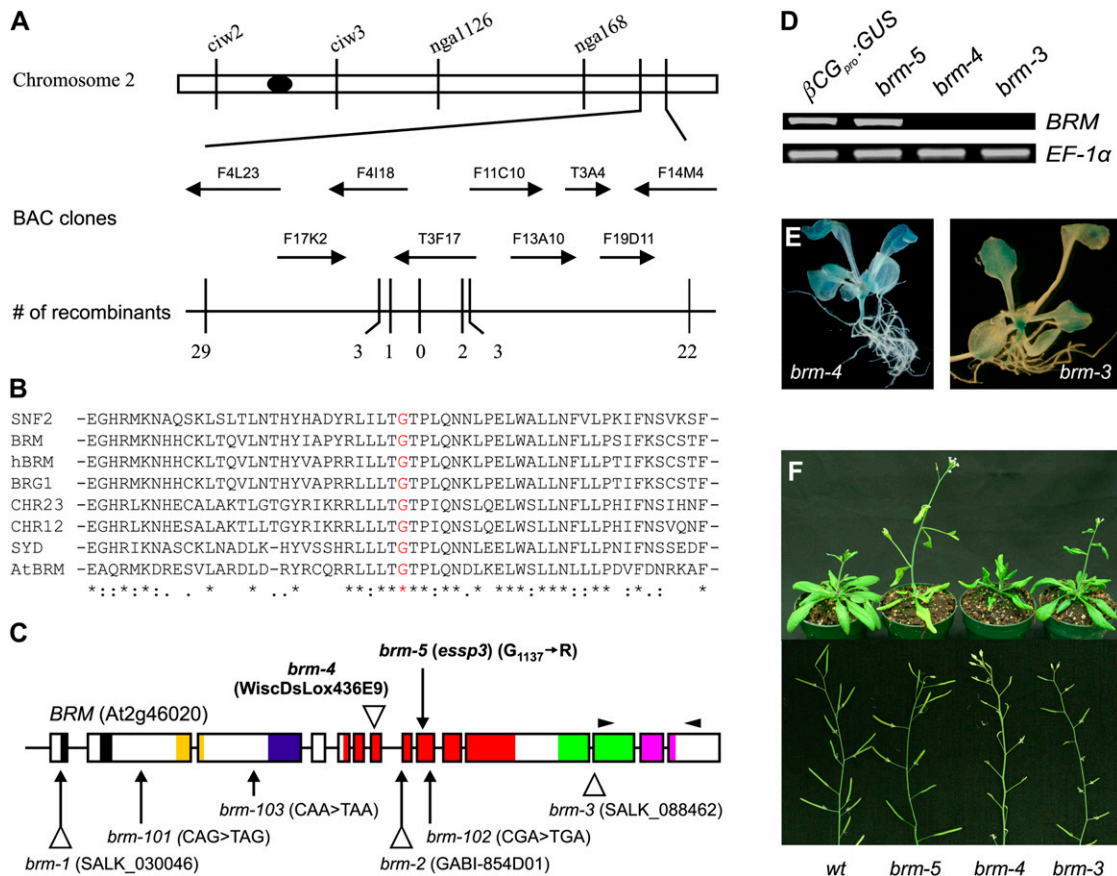 A
ciw2 ciw3 nga1126 nga168
Chromosome 2
F4L23 F4I18 F11C10 T3A4 F14M4
BAC clones
F17K2 T3F17 F13A10 F19D11
# of recombinants
29 3 1 0 2 3 22
B
SNF2 -EGHRMKNAQSKLSLTLNTHYHADYRLILTGTPLQNNLPELWALLNFVLPKIFNSVKSF-
BRM -EGHRMKNHHCKLTQVLNTHYIAPYRLLLTGTPLQNKLPELWALLNFLLPSIFKSCSTF-
hBRM -EGHRMKNHHCKLTQVLNTHYVAPRRILLTGTPLQNKLPELWALLNFLLPTIFKSCSTF-
BRG1 -EGHRMKNHHCKLTQVLNTHYVAPRRLLLTGTPLQNKLPELWALLNFLLPTIFKSCSTF-
CHR23 -EGHRLKNHECALAKTLGTGYRIKRRLLLTGTPIQNSLQELWSLLNFLLPHIFNSIHNF-
CHR12 -EGHRLKNHESALAKTLLTGYRIKRRLLLTGTPIQNSLQELWSLLNFLLPHIFNSVQNF-
SYD -EGHRIKNASCKLNADLK-HYVSSHRLLLTGTPLQNNLEELWALLNFLLPNIFNSSEDF-
AtBRM -EAQRMKDRESVLARDLD-RYRCQRRLLLTGTPLQNDLKELWSLLNLLLPDVFDNRKAF-
*.::*:*: . . * * *:******:**.* ***:***::** :*.: *
C
brm-5 (essp3) (G1137→R)
brm-4
(WiscDsLox436E9)
BRM (At2g46020)
brm-103 (CAA>TAA)
brm-3 (SALK_088462)
brm-101 (CAG>TAG)
brm-102 (CGA>TGA)
brm-1 (SALK_030046)
brm-2 (GABI-854D01)
D
βCGpro:GUS brm-5 brm-4 brm-3
BRM
EF-1α
E
brm-4
brm-3
F
wt brm-5 brm-4 brm-3